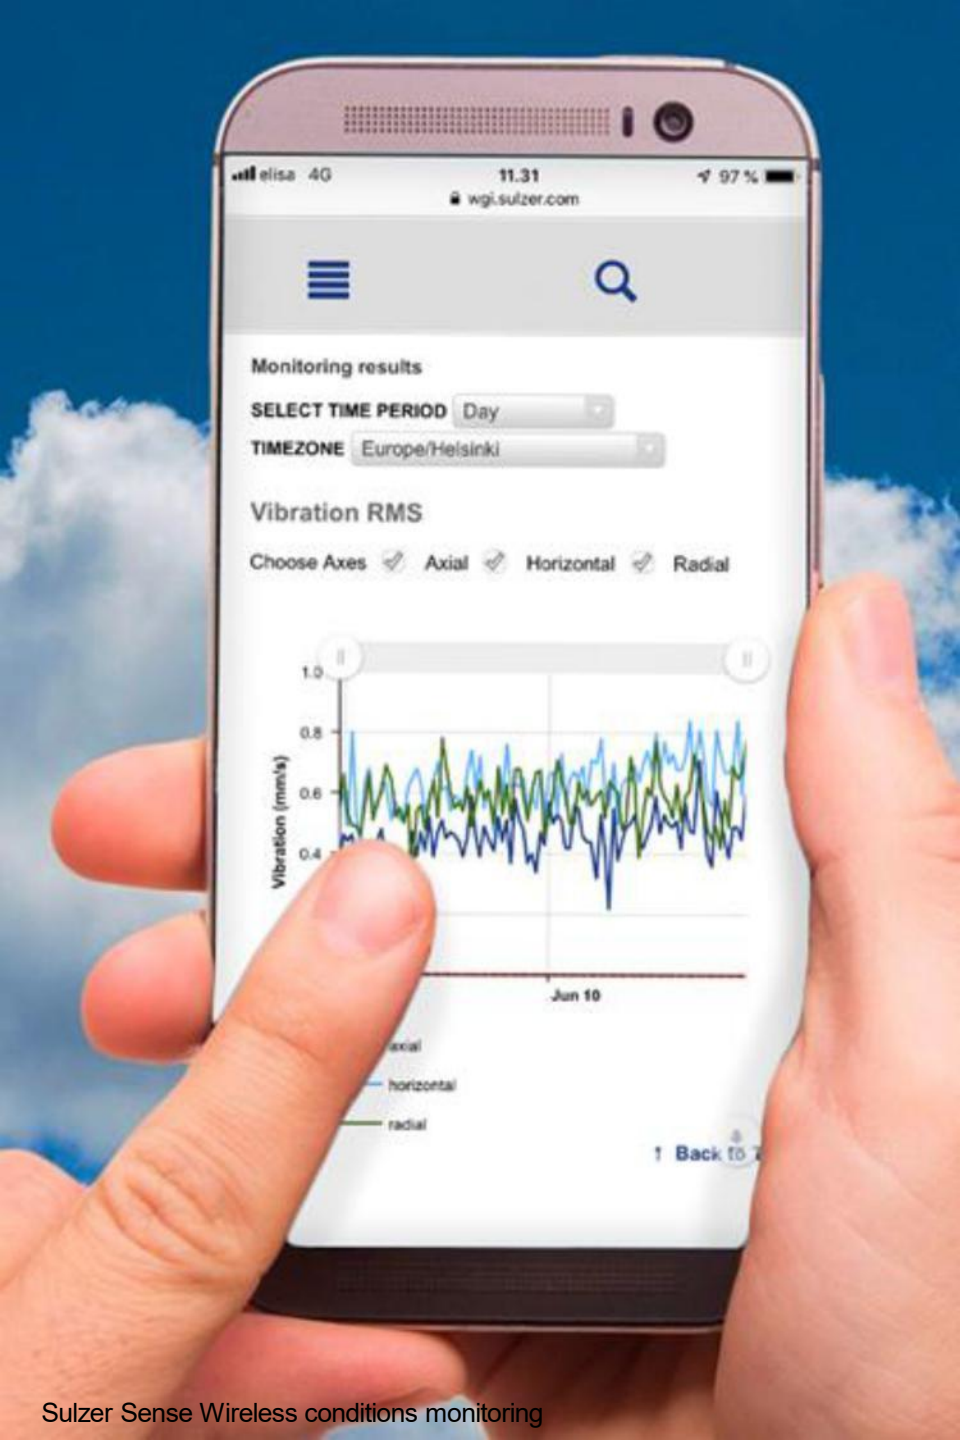 elisa 4G 11.31 97 %
wgi.sulzer.com
Monitoring results
SELECT TIME PERIOD Day
TIMEZONE Europe/Helsinki
Vibration RMS
Choose Axes Axial Horizontal Radial
1.0
0.8
0.6
0.4
Vibration (mm/s)
Jun 10
axial
horizontal
radial
↑ Back to
Sulzer Sense Wireless conditions monitoring